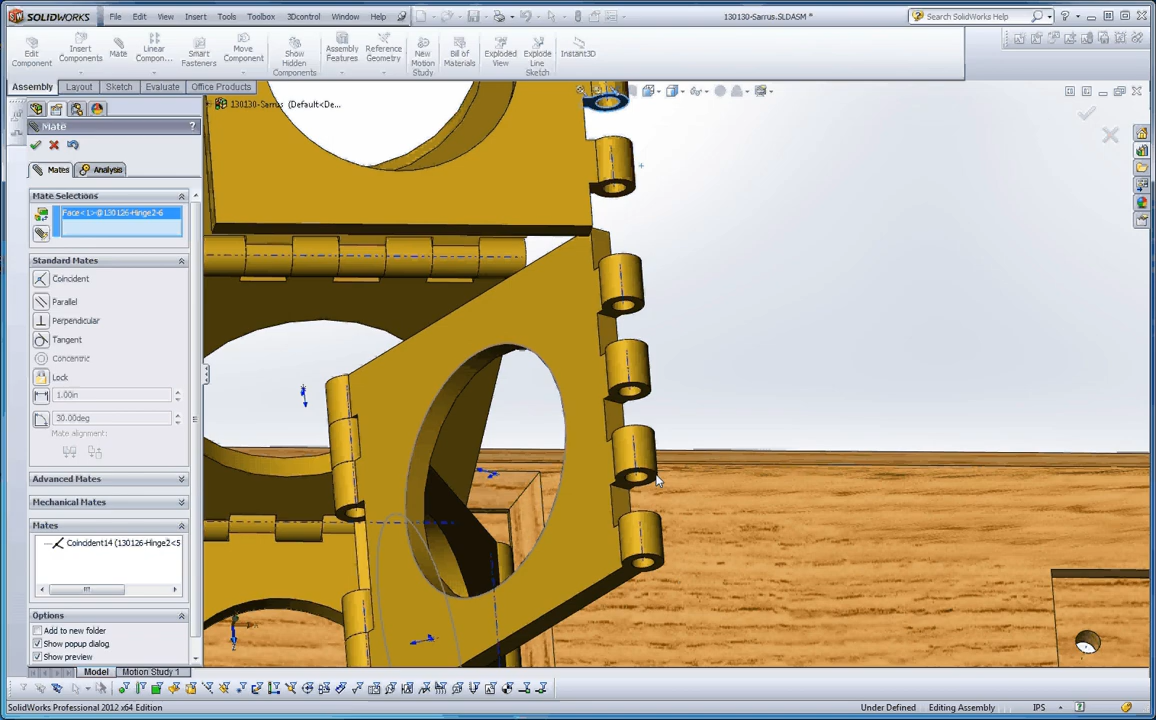 SOLIDWORKS File Edit View Insert Tools Toolbox 3Dcontrol Window Help 130130-Sarrus.SLDASM * Search SolidWorks Help
Edit Component
Insert Components
Mate
Linear Compon...
Smart Fasteners
Move Component
Show Hidden Components
Assembly Features
Reference Geometry
New Motion Study
Bill of Materials
Exploded View
Explode Line Sketch
Instant3D
Assembly Layout Sketch Evaluate Office Products
130130-Sarrus (Default<De...
Mate ?
Mates Analysis
Mate Selections
Face<1>@130126-Hinge2-6
Standard Mates
Coincident
Parallel
Perpendicular
Tangent
Concentric
Lock
1.00in
30.00deg
Mate alignment:
Advanced Mates
Mechanical Mates
Mates
Coincident14 (130126-Hinge2<5
Options
Add to new folder
Show popup dialog
Show preview
Model Motion Study 1
SolidWorks Professional 2012 x64 Edition Under Defined Editing Assembly IPS